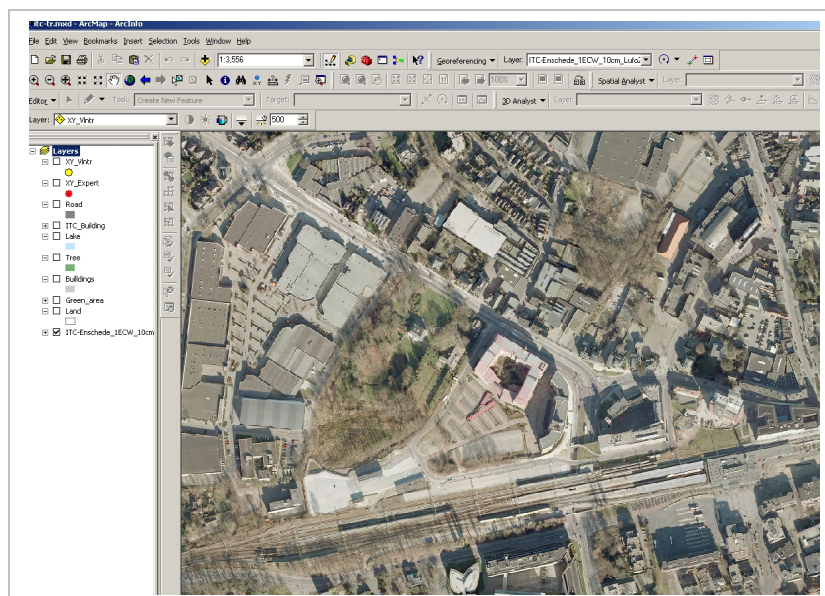 itc-tr.mxd - ArcMap - ArcInfo
File Edit View Bookmarks Insert Selection Tools Window Help
1:3,556 Georeferencing Layer: ITC-Enschede_1ECW_10cm_Lufo2
100% Spatial Analyst Layer:
Editor Task: Create New Feature Target: 3D Analyst Layer:
Layer: XY_Vlntr 500
Layers
XY_Vlntr
XY_Expert
Road
ITC_Building
Lake
Tree
Buildings
Green_area
Land
ITC-Enschede_1ECW_10cm